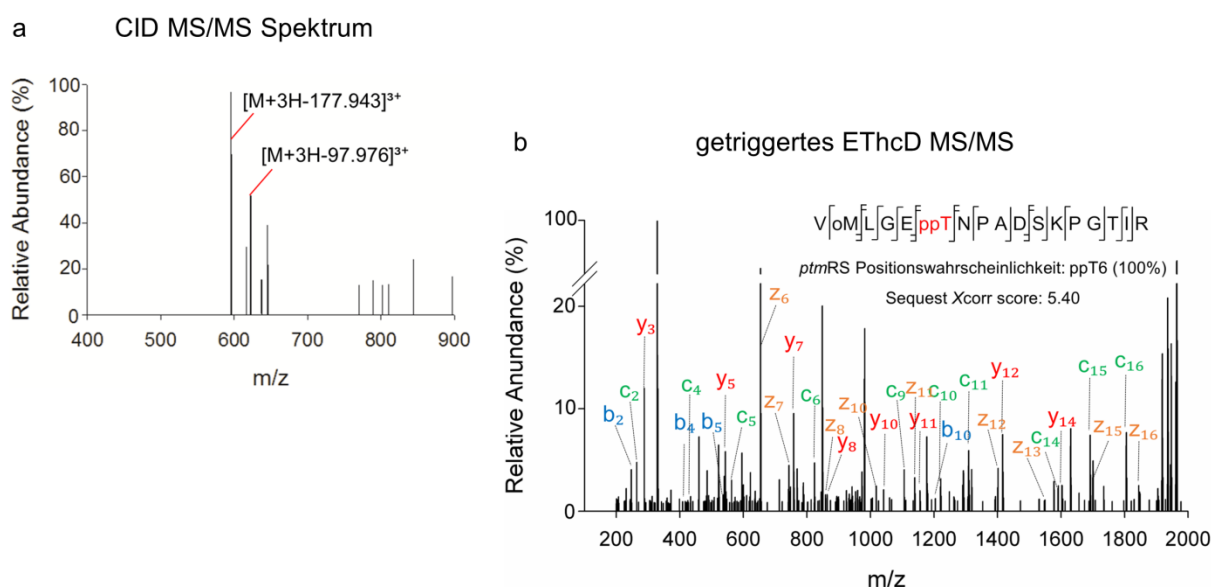 a
CID MS/MS Spektrum
Relative Abundance (%)
100
80
60
40
20
0
[M+3H-177.943]³⁺
[M+3H-97.976]³⁺
400
500
600
700
800
900
m/z
b
getriggertes EThcD MS/MS
Relative Anundance (%)
100
20
10
0
VoMLGEppTNPADSKPGTIR
ptmRS Positionswahrscheinlichkeit: ppT6 (100%)
Sequest Xcorr score: 5.40
b₂
c₂
y₃
b₄
c₄
b₅
y₅
c₅
z₆
z₇
y₇
c₆
z₈
y₈
z₁₀
y₁₀
c₉
z₁₁
y₁₁
c₁₀
b₁₀
c₁₁
z₁₂
y₁₂
z₁₃
c₁₄
y₁₄
c₁₅
z₁₅
c₁₆
z₁₆
200
400
600
800
1000
1200
1400
1600
1800
2000
m/z